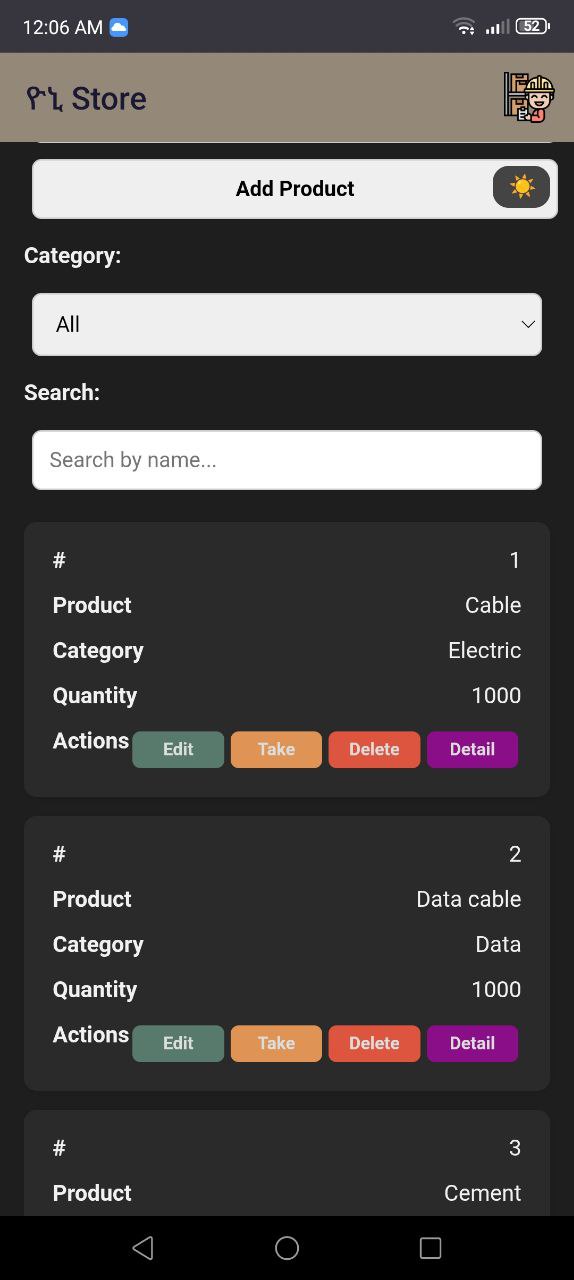 12:06 AM
52
ዮኒ Store
Add Product
Category:
All
Search:
Search by name...
# 1
Product Cable
Category Electric
Quantity 1000
Actions Edit Take Delete Detail
# 2
Product Data cable
Category Data
Quantity 1000
Actions Edit Take Delete Detail
# 3
Product Cement